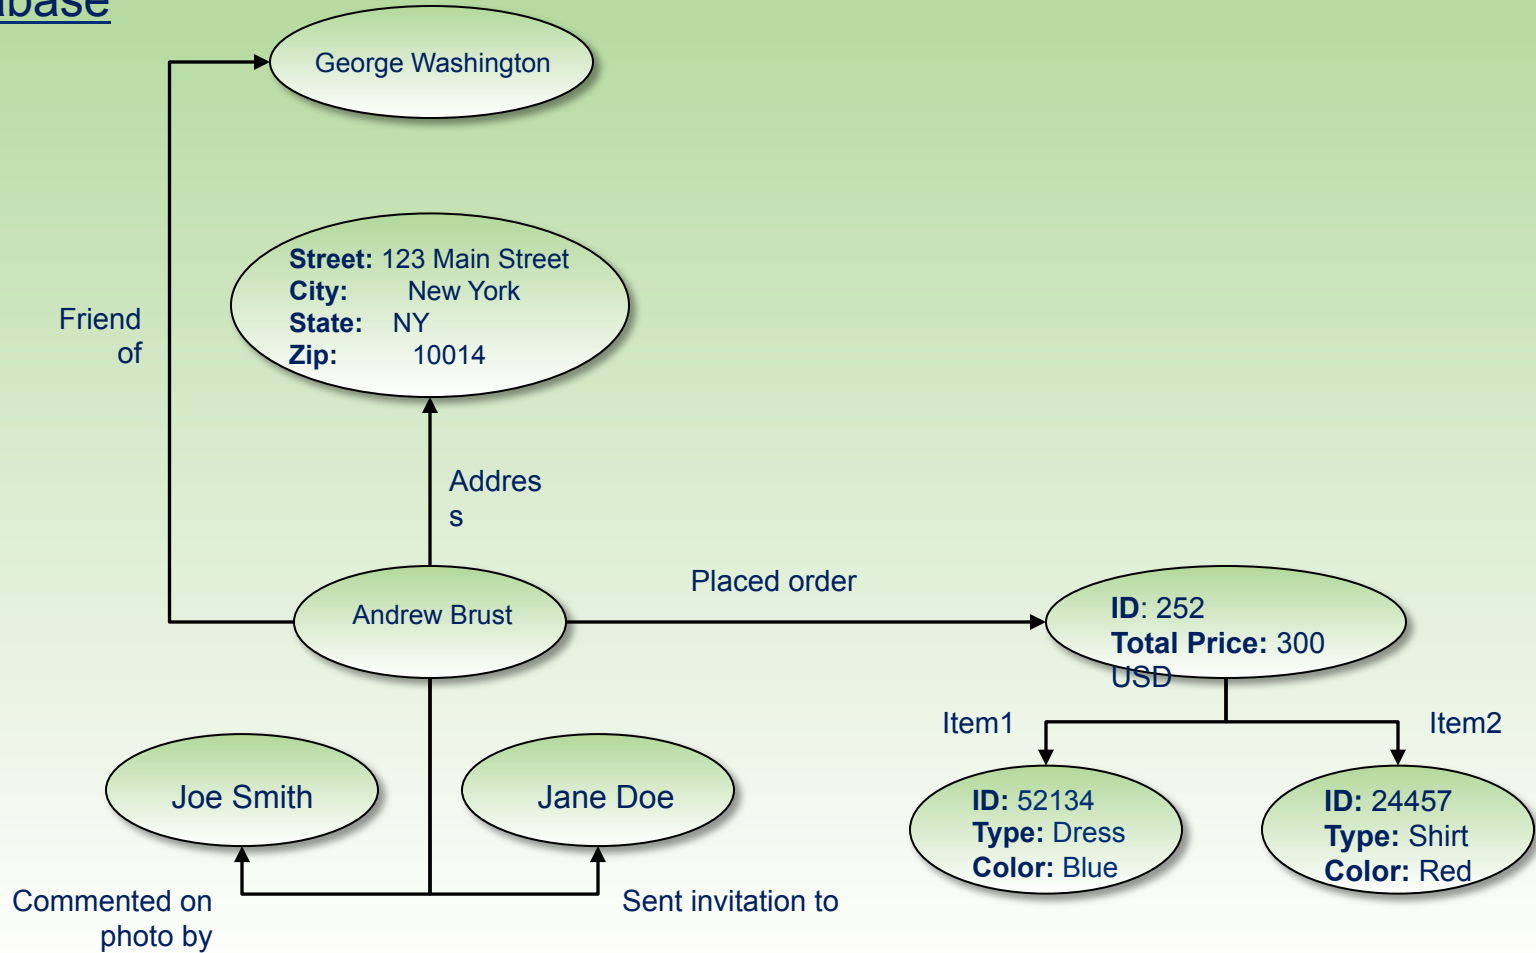 abase
George Washington
Street: 123 Main Street
City: New York
State: NY
Zip: 10014
Friend
of
Addres
s
Placed order
Andrew Brust
ID: 252
Total Price: 300
USD
Item1
Item2
Joe Smith
Jane Doe
ID: 52134
Type: Dress
Color: Blue
ID: 24457
Type: Shirt
Color: Red
Commented on
photo by
Sent invitation to